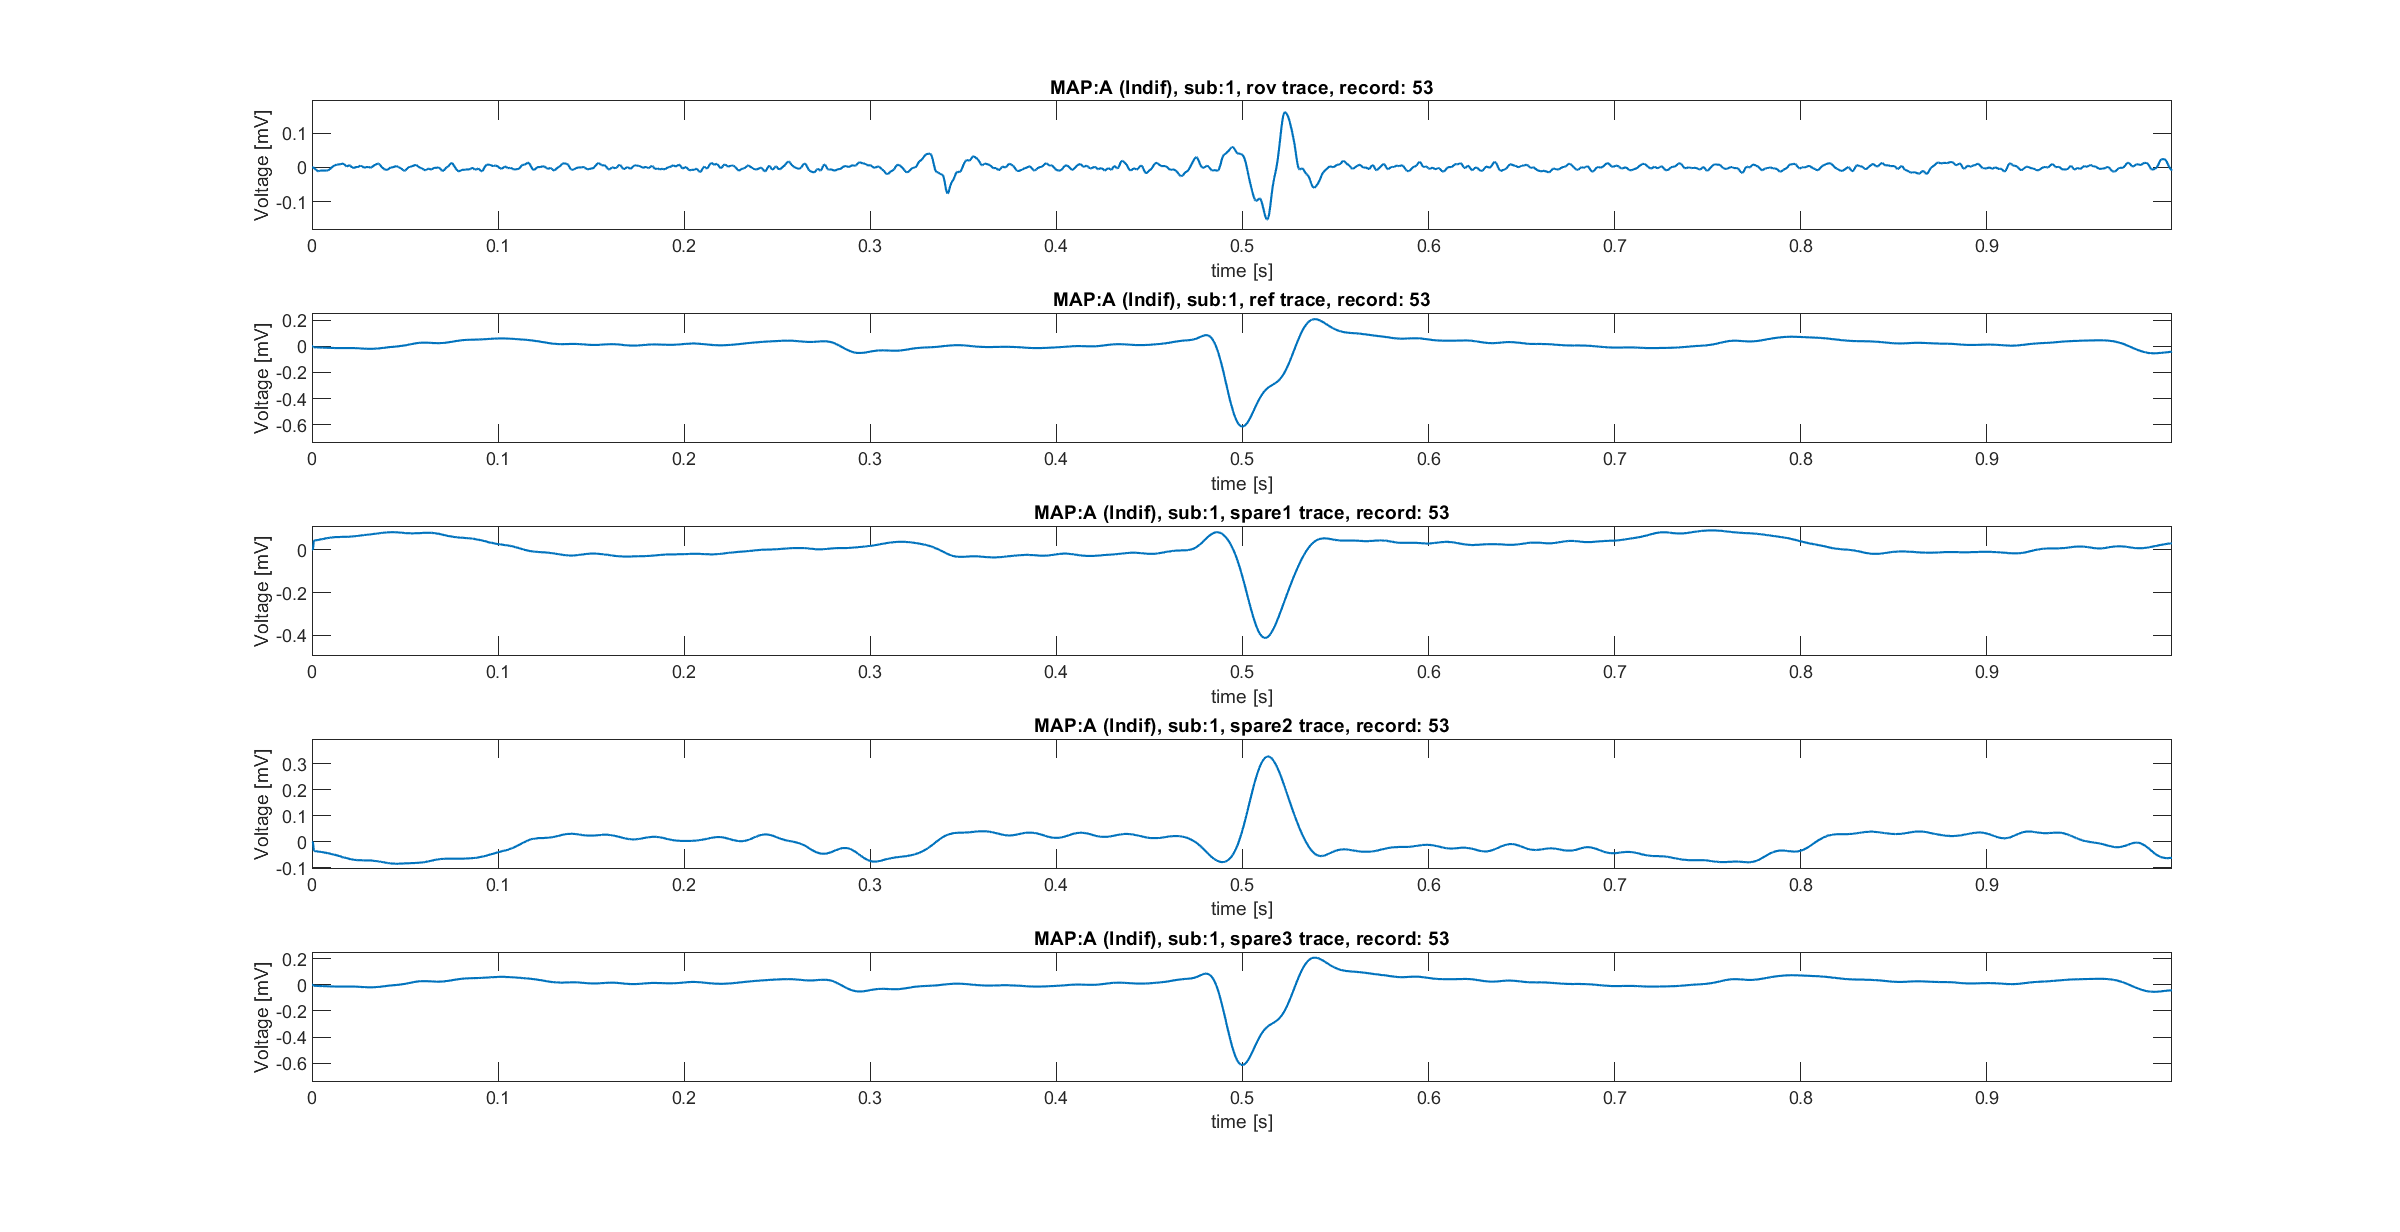 MAP:A (Indif), sub:1, rov trace, record: 53
Voltage [mV]
0.1
0
-0.1
0 0.1 0.2 0.3 0.4 0.5 0.6 0.7 0.8 0.9
time [s]
MAP:A (Indif), sub:1, ref trace, record: 53
Voltage [mV]
0.2
0
-0.2
-0.4
-0.6
0 0.1 0.2 0.3 0.4 0.5 0.6 0.7 0.8 0.9
time [s]
MAP:A (Indif), sub:1, spare1 trace, record: 53
Voltage [mV]
0
-0.2
-0.4
0 0.1 0.2 0.3 0.4 0.5 0.6 0.7 0.8 0.9
time [s]
MAP:A (Indif), sub:1, spare2 trace, record: 53
Voltage [mV]
0.3
0.2
0.1
0
-0.1
0 0.1 0.2 0.3 0.4 0.5 0.6 0.7 0.8 0.9
time [s]
MAP:A (Indif), sub:1, spare3 trace, record: 53
Voltage [mV]
0.2
0
-0.2
-0.4
-0.6
0 0.1 0.2 0.3 0.4 0.5 0.6 0.7 0.8 0.9
time [s]